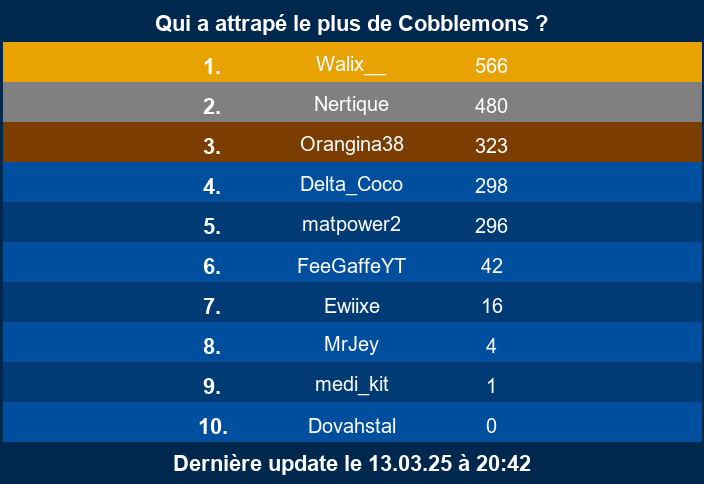 Qui a attrapé le plus de Cobblemons ?
1. Walix__ 566
2. Nertique 480
3. Orangina38 323
4. Delta_Coco 298
5. matpower2 296
6. FeeGaffeYT 42
7. Ewiixe 16
8. MrJey 4
9. medi_kit 1
10. Dovahstal 0
Dernière update le 13.03.25 à 20:42